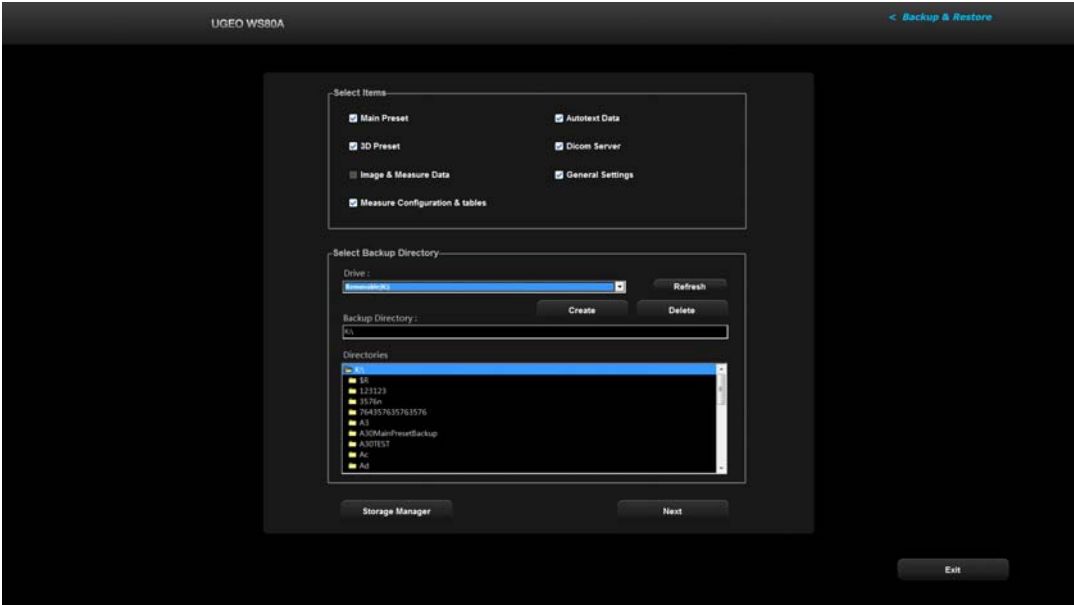 UGEO WS80A
< Backup & Restore
Select Items
Main Preset
Autotext Data
3D Preset
Dicom Server
Image & Measure Data
General Settings
Measure Configuration & tables
Select Backup Directory
Drive :
Removable(K:)
Refresh
Create
Delete
Backup Directory :
K:\
Directories
K:\
$R
123123
3576n
764357635763576
A3
A30MainPresetBackup
A30TEST
Ac
Ad
Storage Manager
Next
Exit